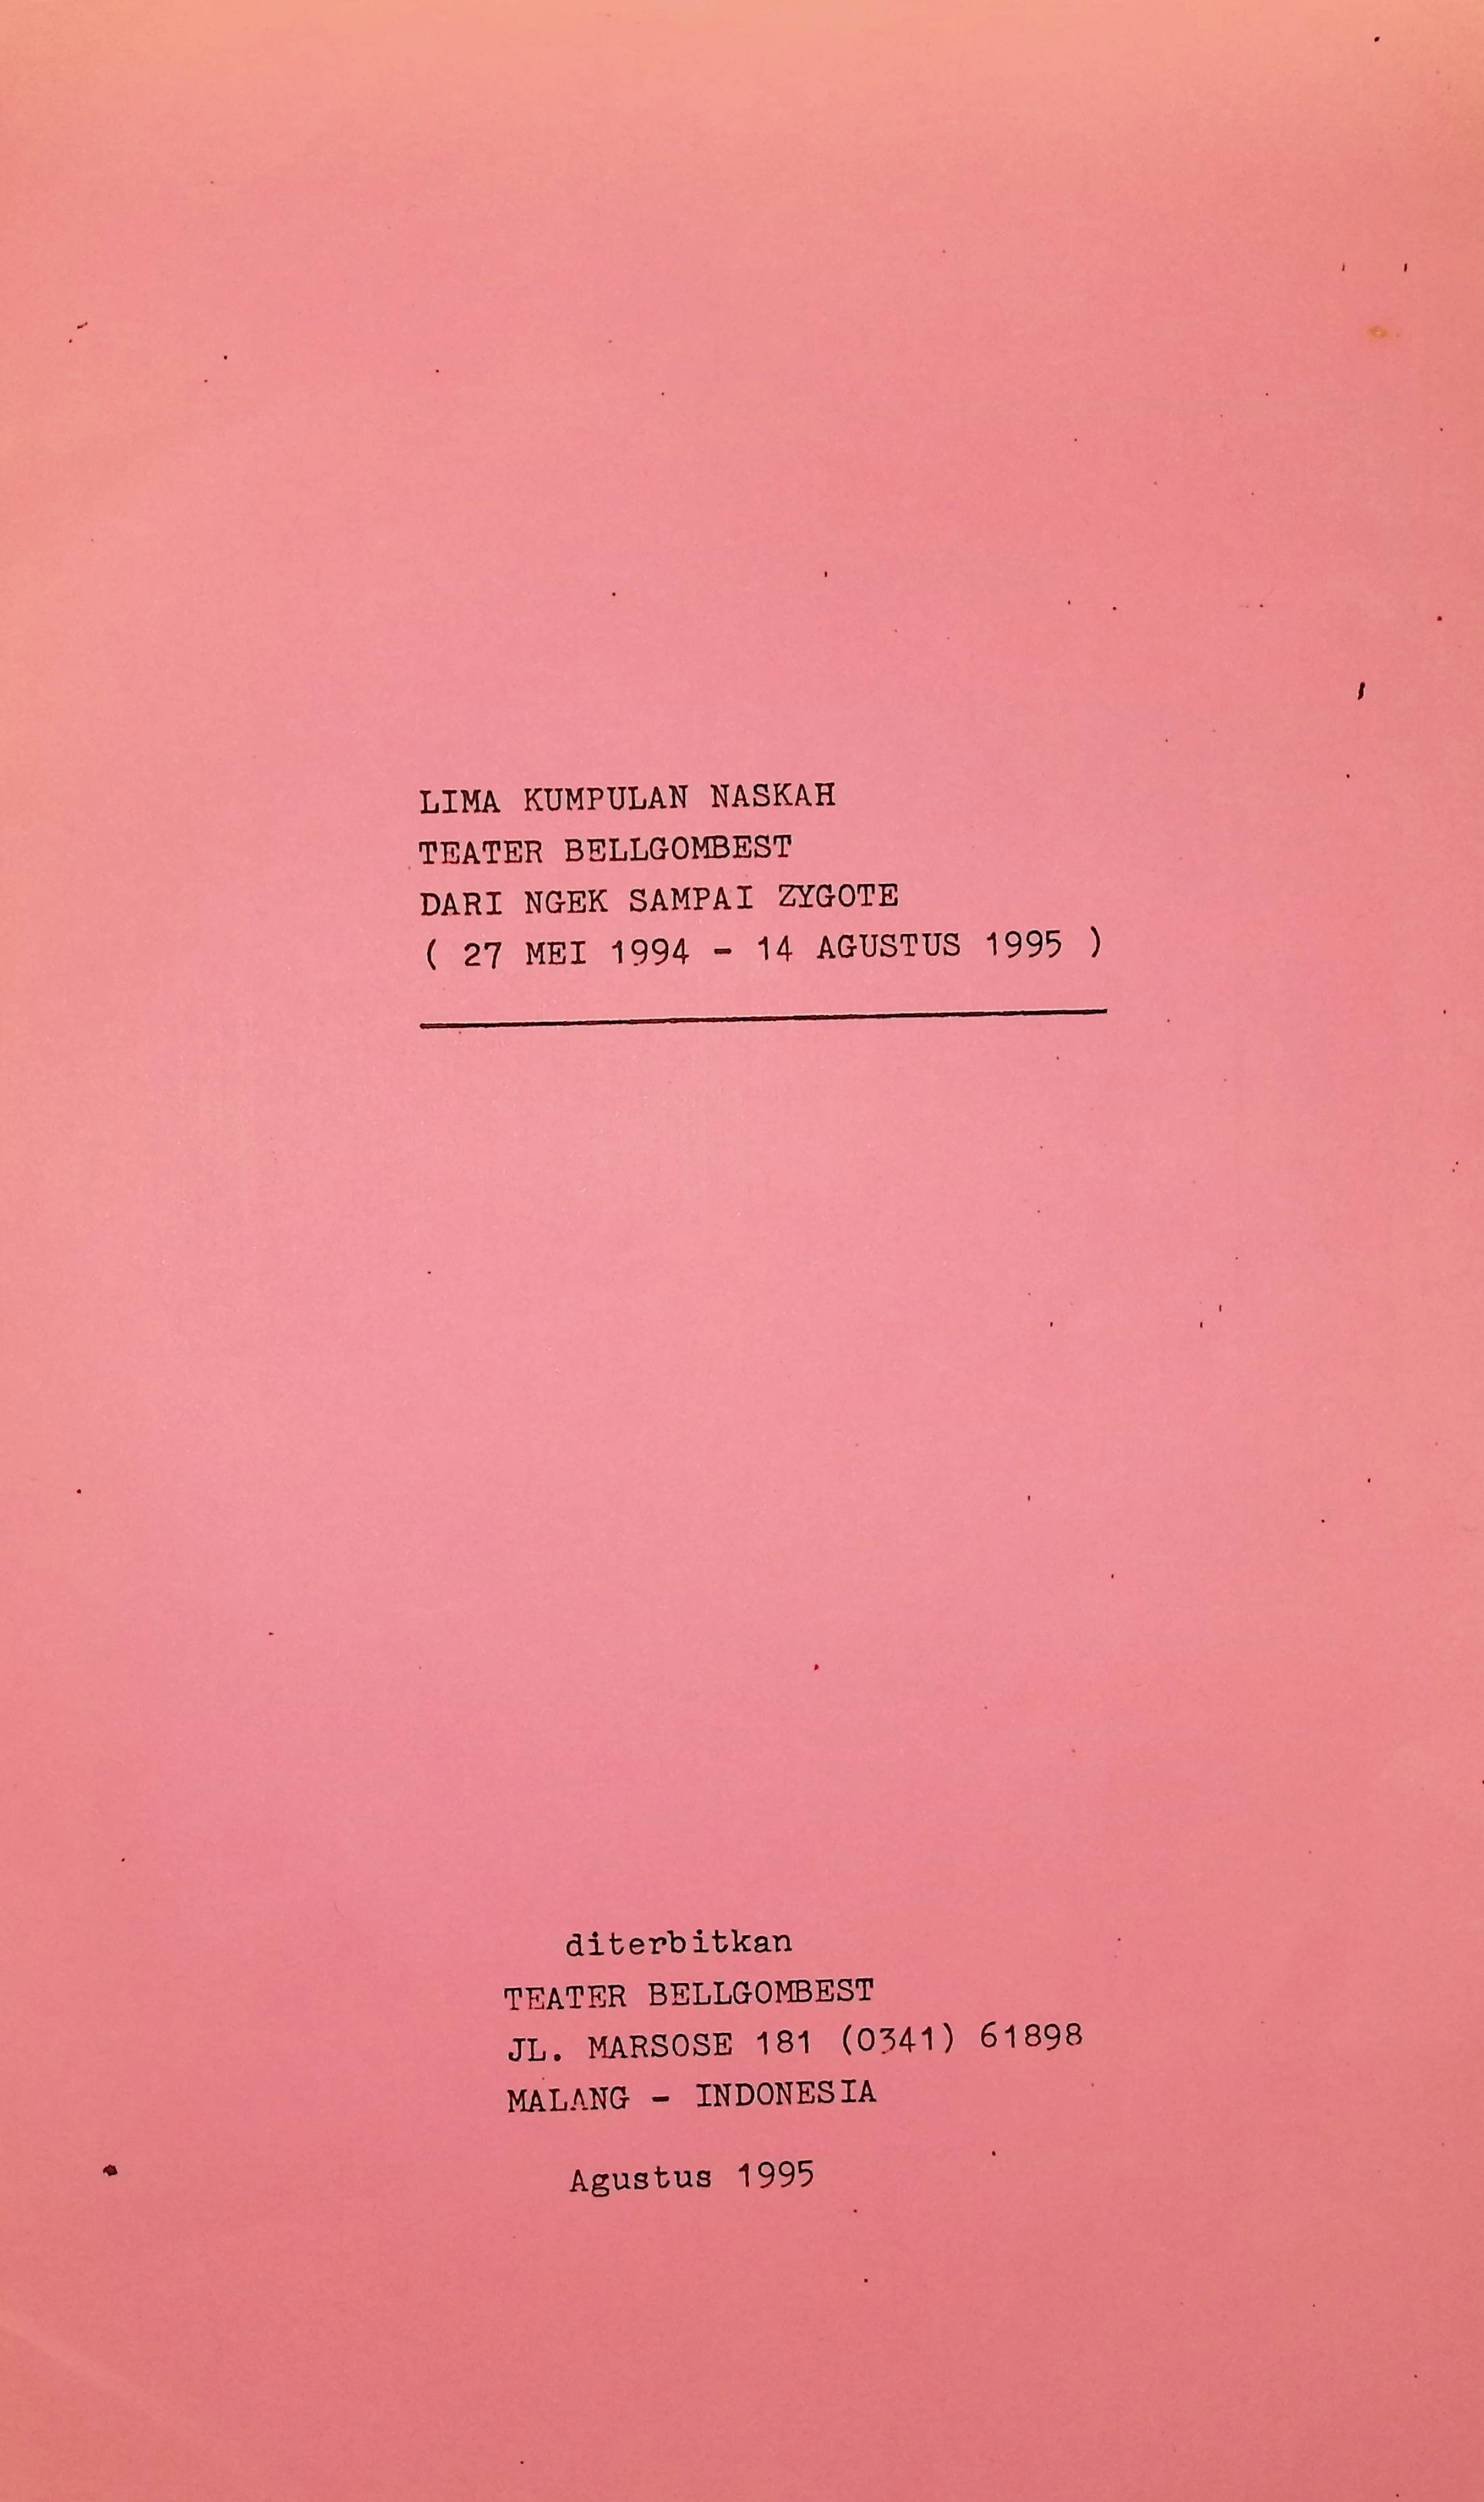 LIMA KUMPULAN NASKAH
TEATER BELLGOMBEST
DARI NGEK SAMPAI ZYGOTE
( 27 MEI 1994 - 14 AGUSTUS 1995 )
diterbitkan
TEATER BELLGOMBEST
JL. MARSOSE 181 (0341) 61898
MALANG - INDONESIA
Agustus 1995